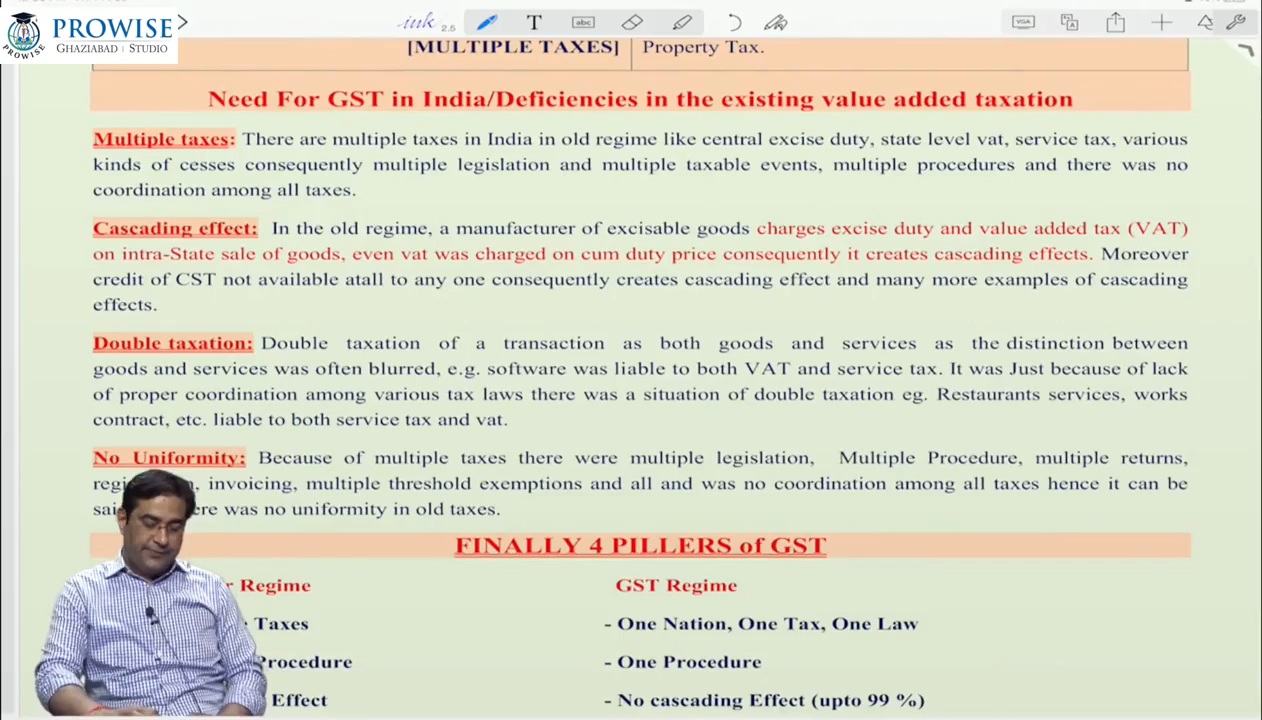 PROWISE
GHAZIABAD | STUDIO
PROWISE
ink 2.5
T
abc
VGA
[MULTIPLE TAXES] Property Tax.
Need For GST in India/Deficiencies in the existing value added taxation
Multiple taxes: There are multiple taxes in India in old regime like central excise duty, state level vat, service tax, various
kinds of cesses consequently multiple legislation and multiple taxable events, multiple procedures and there was no
coordination among all taxes.
Cascading effect: In the old regime, a manufacturer of excisable goods charges excise duty and value added tax (VAT)
on intra-State sale of goods, even vat was charged on cum duty price consequently it creates cascading effects. Moreover
credit of CST not available atall to any one consequently creates cascading effect and many more examples of cascading
effects.
Double taxation: Double taxation of a transaction as both goods and services as the distinction between
goods and services was often blurred, e.g. software was liable to both VAT and service tax. It was Just because of lack
of proper coordination among various tax laws there was a situation of double taxation eg. Restaurants services, works
contract, etc. liable to both service tax and vat.
No Uniformity: Because of multiple taxes there were multiple legislation, Multiple Procedure, multiple returns,
invoicing, multiple threshold exemptions and all and was no coordination among all taxes hence it can be
was no uniformity in old taxes.
FINALLY 4 PILLERS of GST
Regime GST Regime
Taxes - One Nation, One Tax, One Law
Procedure - One Procedure
Effect - No cascading Effect (upto 99 %)